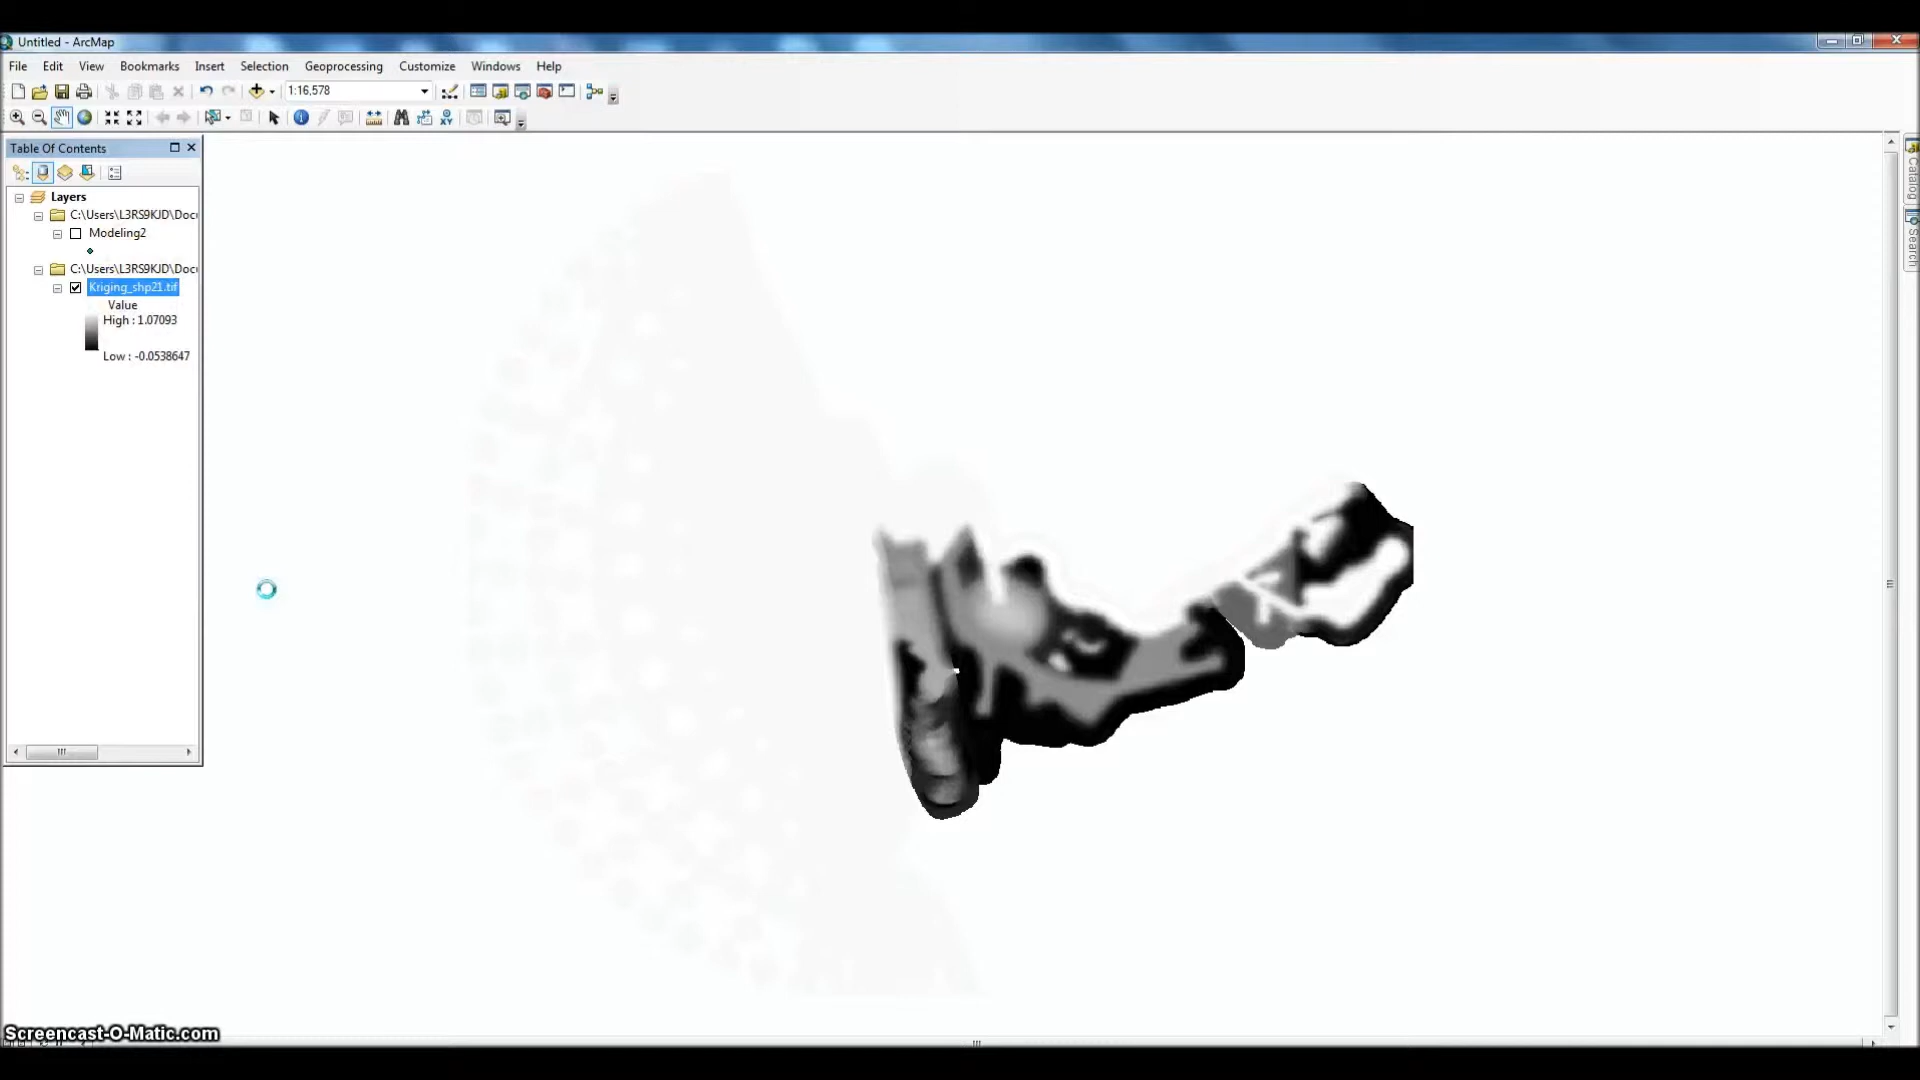 Untitled - ArcMap
File Edit View Bookmarks Insert Selection Geoprocessing Customize Windows Help
1:16,578
Table Of Contents
Layers
C:\Users\L3RS9KJD\Docu
Modeling2
C:\Users\L3RS9KJD\Docu
Kriging_shp21.tif
Value
High : 1.07093
Low : -0.0538647
Catalog
Search
Screencast-O-Matic.com